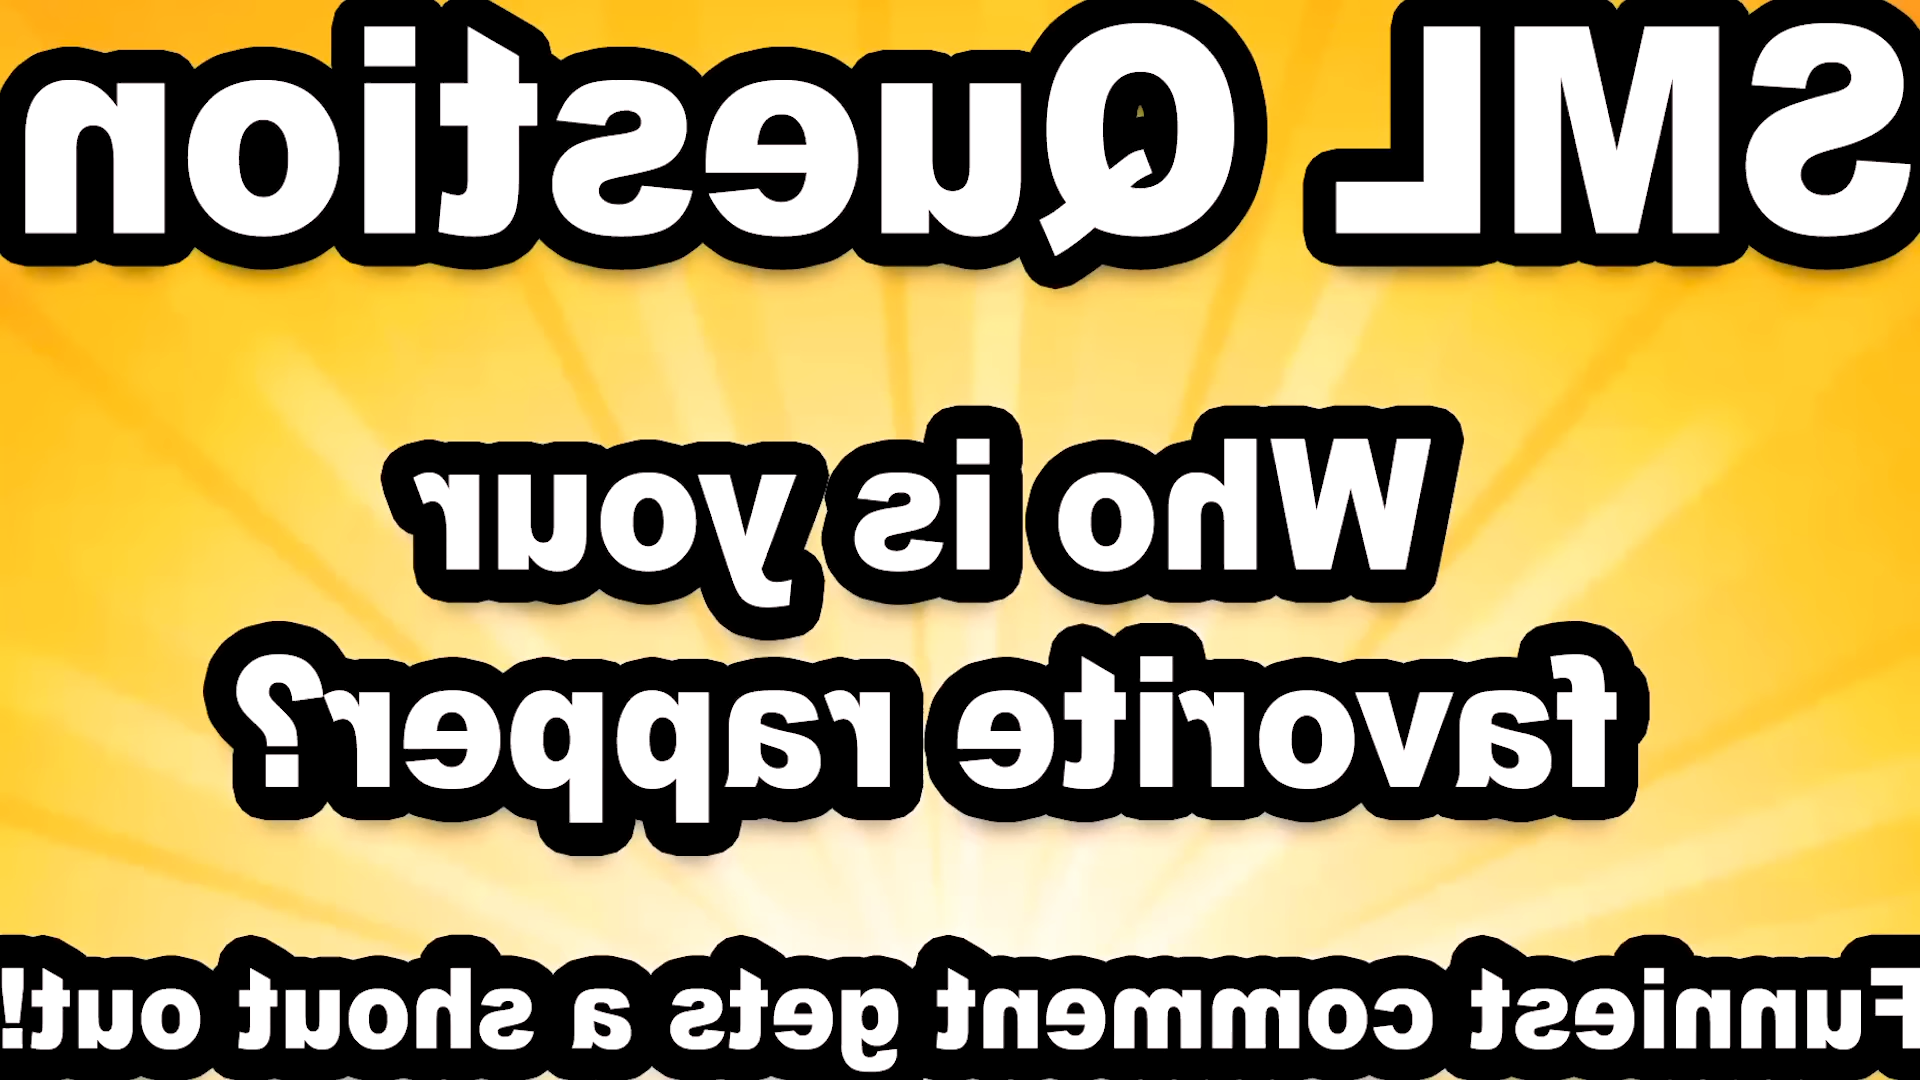 SML Question
Who is your
favorite rapper?
Funniest comment gets a shout out!